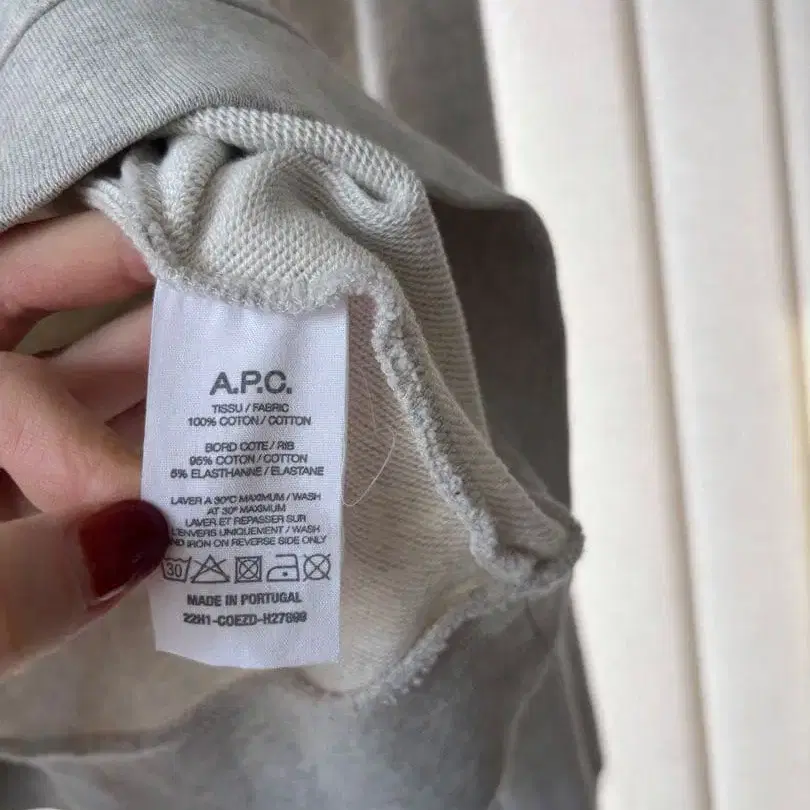 A.P.C.
TISSU / FABRIC
100% COTON / COTTON
BORD COTE / RIB
95% COTON / COTTON
5% ELASTHANNE / ELASTANE
LAVER A 30°C MAXIMUM / WASH
AT 30° MAXIMUM
LAVER ET REPASSER SUR
L'ENVERS UNIQUEMENT / WASH
AND IRON ON REVERSE SIDE ONLY
30
MADE IN PORTUGAL
22H1-COEZD-H27699